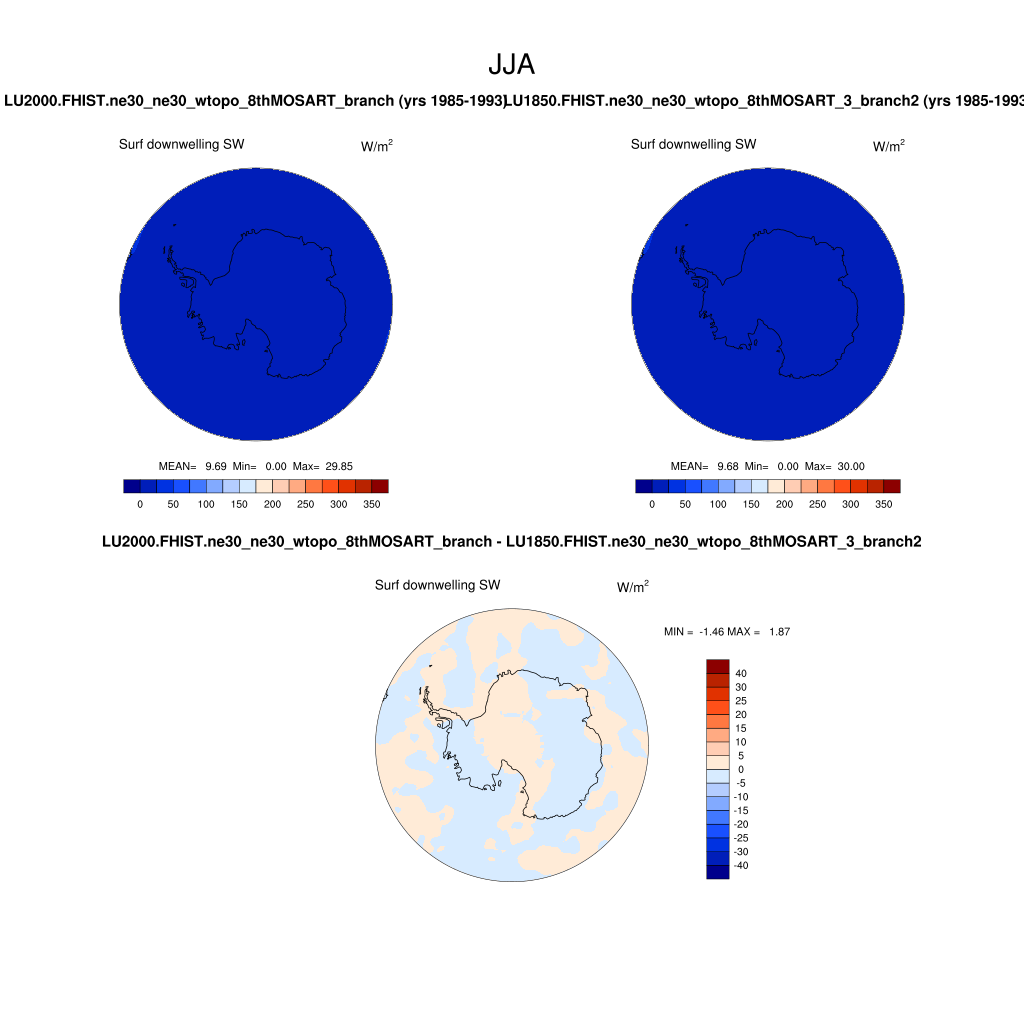 JJA
LU2000.FHIST.ne30_ne30_wtopo_8thMOSART_branch (yrs 1985-1993)
LU1850.FHIST.ne30_ne30_wtopo_8thMOSART_3_branch2 (yrs 1985-1993
Surf downwelling SW W/m²
Surf downwelling SW W/m²
MEAN= 9.69 Min= 0.00 Max= 29.85
MEAN= 9.68 Min= 0.00 Max= 30.00
0 50 100 150 200 250 300 350
0 50 100 150 200 250 300 350
LU2000.FHIST.ne30_ne30_wtopo_8thMOSART_branch - LU1850.FHIST.ne30_ne30_wtopo_8thMOSART_3_branch2
Surf downwelling SW W/m²
MIN = -1.46 MAX = 1.87
40
30
25
20
15
10
5
0
-5
-10
-15
-20
-25
-30
-40